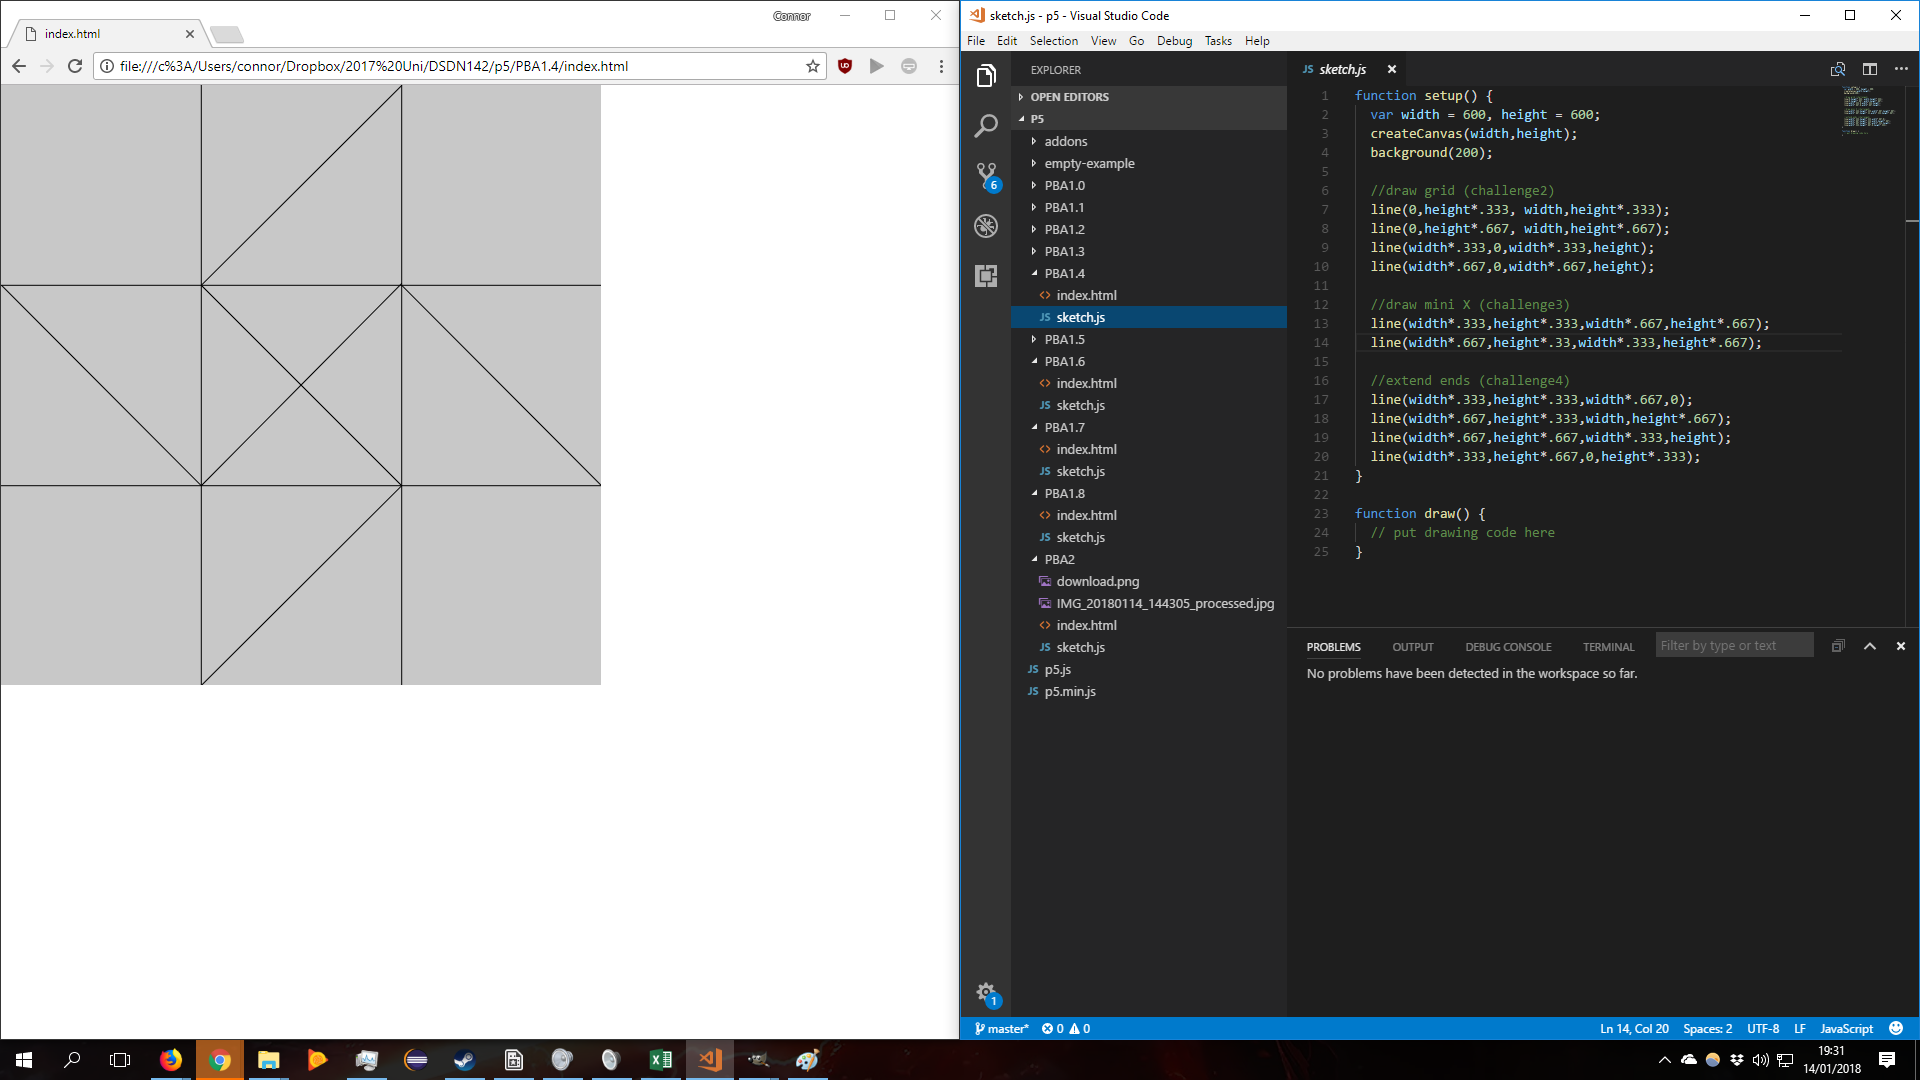 Connor
index.html
file:///c%3A/Users/connor/Dropbox/2017%20Uni/DSDN142/p5/PBA1.4/index.html
sketch.js - p5 - Visual Studio Code
File Edit Selection View Go Debug Tasks Help
EXPLORER
OPEN EDITORS
P5
addons
empty-example
PBA1.0
PBA1.1
PBA1.2
PBA1.3
PBA1.4
index.html
JS sketch.js
PBA1.5
PBA1.6
index.html
JS sketch.js
PBA1.7
index.html
JS sketch.js
PBA1.8
index.html
JS sketch.js
PBA2
download.png
IMG_20180114_144305_processed.jpg
index.html
JS sketch.js
JS p5.js
JS p5.min.js
6
1
JS sketch.js
1 function setup() {
2 var width = 600, height = 600;
3 createCanvas(width,height);
4 background(200);
5
6 //draw grid (challenge2)
7 line(0,height*.333, width,height*.333);
8 line(0,height*.667, width,height*.667);
9 line(width*.333,0,width*.333,height);
10 line(width*.667,0,width*.667,height);
11
12 //draw mini X (challenge3)
13 line(width*.333,height*.333,width*.667,height*.667);
14 line(width*.667,height*.33,width*.333,height*.667);
15
16 //extend ends (challenge4)
17 line(width*.333,height*.333,width*.667,0);
18 line(width*.667,height*.333,width,height*.667);
19 line(width*.667,height*.667,width*.333,height);
20 line(width*.333,height*.667,0,height*.333);
21 }
22
23 function draw() {
24 // put drawing code here
25 }
PROBLEMS OUTPUT DEBUG CONSOLE TERMINAL Filter by type or text
No problems have been detected in the workspace so far.
master* 0 0 Ln 14, Col 20 Spaces: 2 UTF-8 LF JavaScript
19:31
14/01/2018